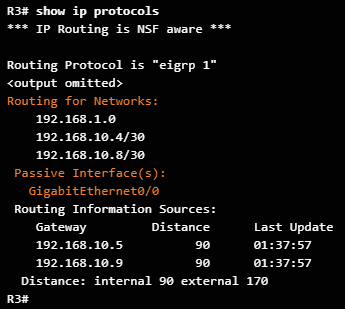 R3# show ip protocols
*** IP Routing is NSF aware ***
Routing Protocol is "eigrp 1"
<output omitted>
Routing for Networks:
192.168.1.0
192.168.10.4/30
192.168.10.8/30
Passive Interface(s):
GigabitEthernet0/0
Routing Information Sources:
Gateway Distance Last Update
192.168.10.5 90 01:37:57
192.168.10.9 90 01:37:57
Distance: internal 90 external 170
R3#